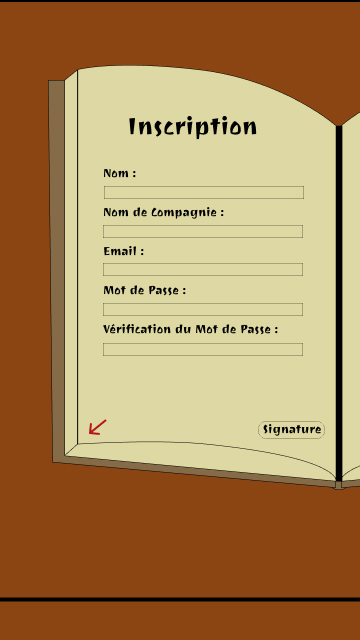 Inscription
Nom :
Nom de Compagnie :
Email :
Mot de Passe :
Vérification du Mot de Passe :
Signature